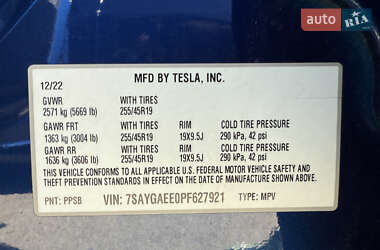 auto RIA
MFD BY TESLA, INC.
12/22
GVWR WITH TIRES
2571 kg (5669 lb) 255/45R19
GAWR FRT WITH TIRES RIM COLD TIRE PRESSURE
1363 kg (3004 lb) 255/45R19 19X9.5J 290 kPa, 42 psi
GAWR RR WITH TIRES RIM COLD TIRE PRESSURE
1636 kg (3606 lb) 255/45R19 19X9.5J 290 kPa, 42 psi
THIS VEHICLE CONFORMS TO ALL APPLICABLE U.S. FEDERAL MOTOR VEHICLE SAFETY AND
THEFT PREVENTION STANDARDS IN EFFECT ON THE DATE OF MANUFACTURE SHOWN ABOVE.
PNT: PPSB VIN: 7SAYGAEE0PF627921 TYPE: MPV